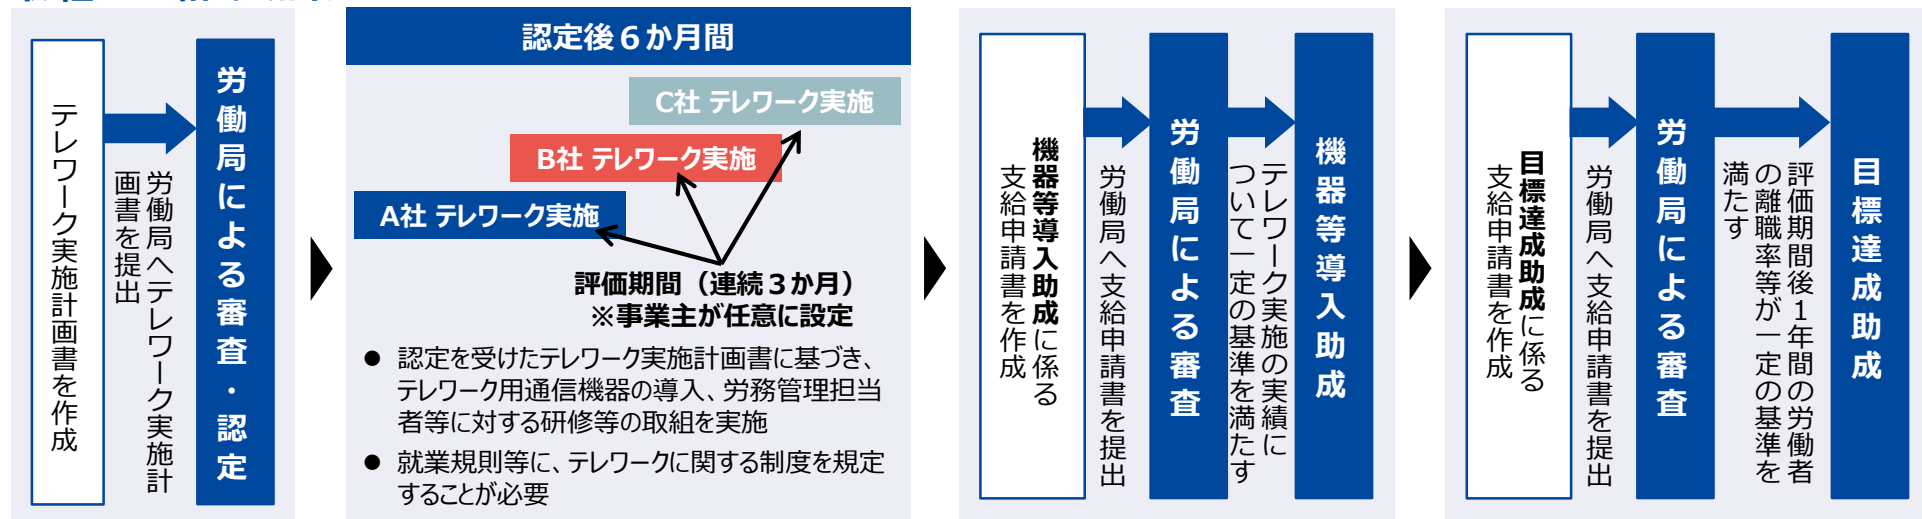 テレワーク実施計画書を作成
労働局へテレワーク実施計
画書を提出
労働局による審査・認定
認定後６か月間
C社 テレワーク実施
B社 テレワーク実施
A社 テレワーク実施
評価期間（連続３か月）
※事業主が任意に設定
● 認定を受けたテレワーク実施計画書に基づき、
テレワーク用通信機器の導入、労務管理担当
者等に対する研修等の取組を実施
● 就業規則等に、テレワークに関する制度を規定
することが必要
機器等導入助成に係る
支給申請書を作成
労働局へ支給申請書を提出
労働局による審査
テレワーク実施の実績に
ついて一定の基準を満たす
機器等導入助成
目標達成助成に係る
支給申請書を作成
労働局へ支給申請書を提出
労働局による審査
評価期間後１年間の労働者
の離職率等が一定の基準を
満たす
目標達成助成